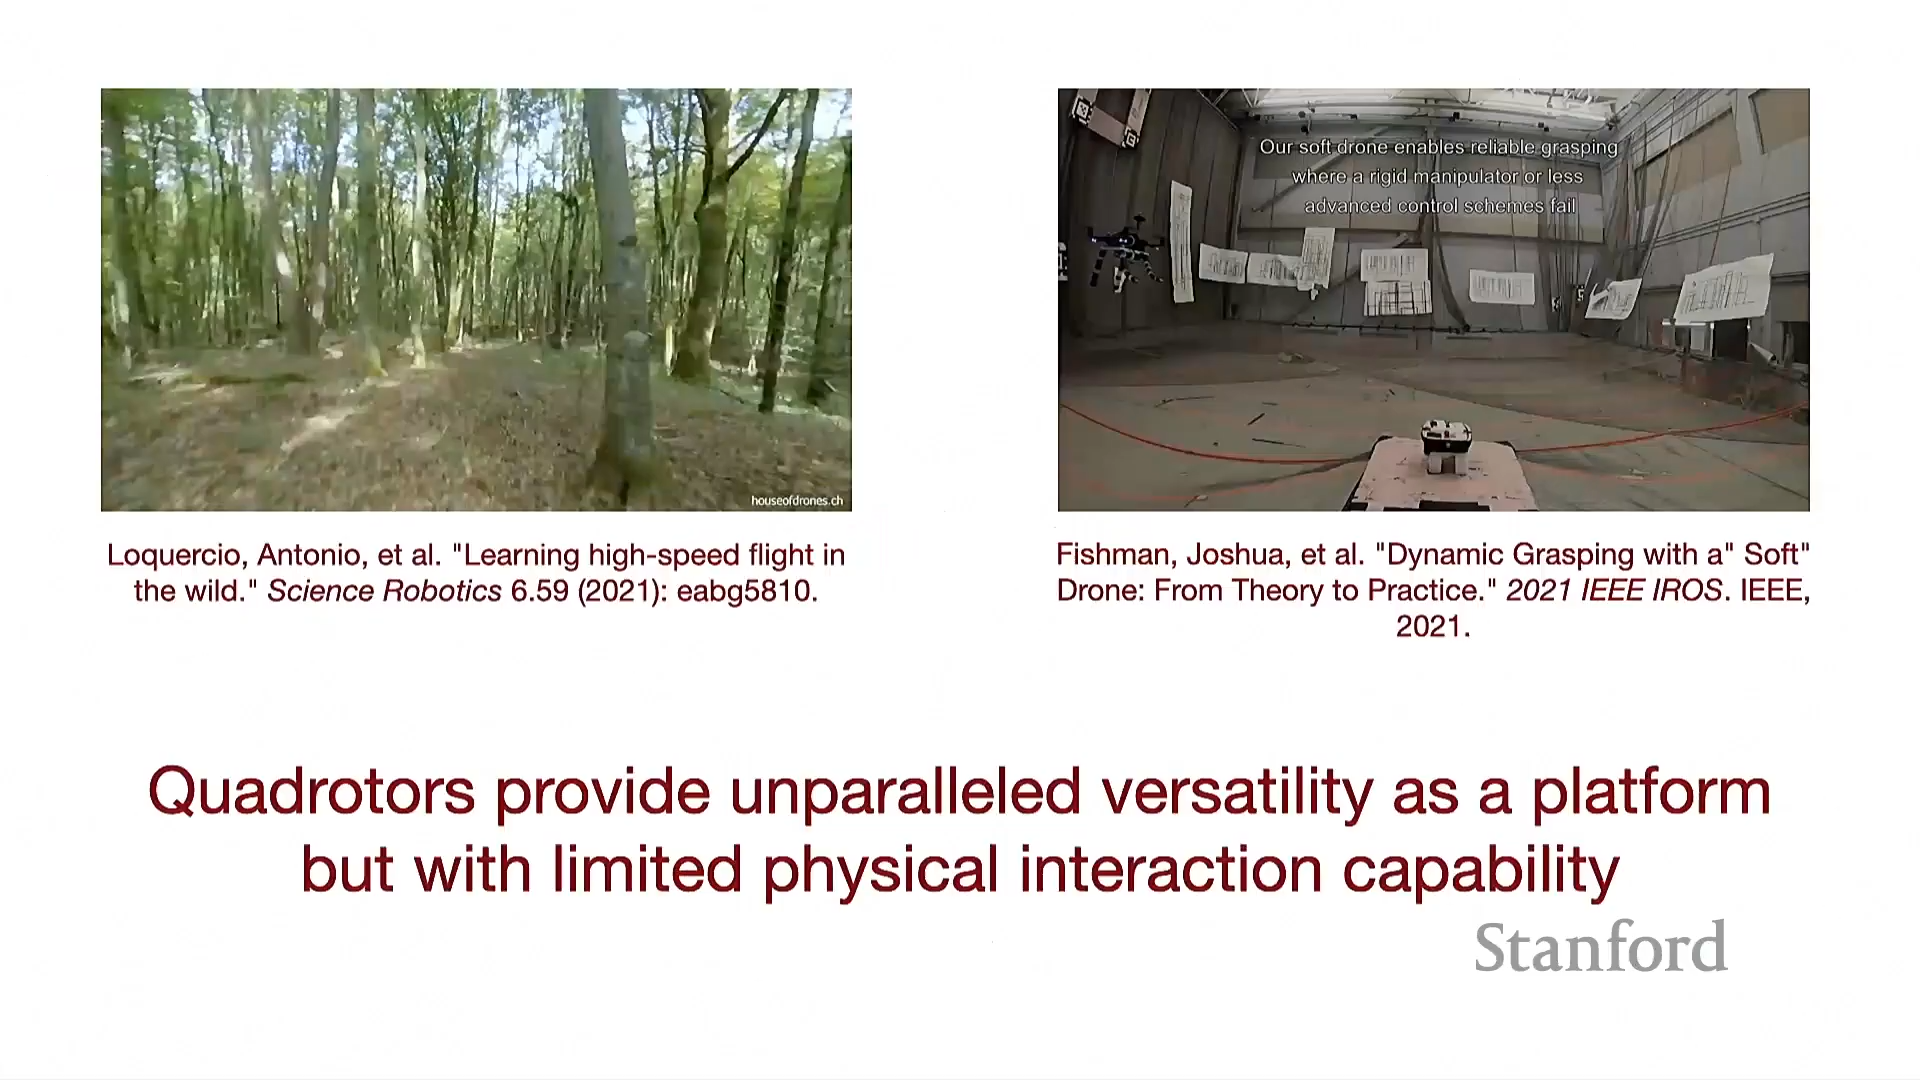 houseofdrones.ch
Loquercio, Antonio, et al. "Learning high-speed flight in
the wild." Science Robotics 6.59 (2021): eabg5810.
Our soft drone enables reliable grasping
where a rigid manipulator or less
advanced control schemes fail
Fishman, Joshua, et al. "Dynamic Grasping with a" Soft"
Drone: From Theory to Practice." 2021 IEEE IROS. IEEE,
2021.
Quadrotors provide unparalleled versatility as a platform
but with limited physical interaction capability
Stanford